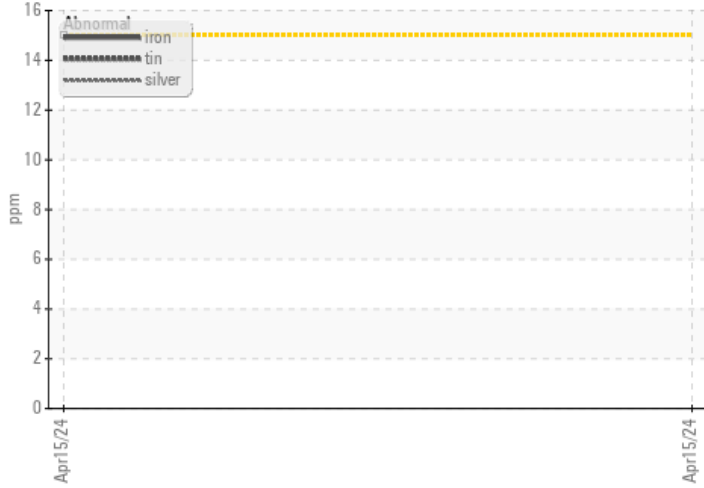 16
14
12
10
8
6
4
2
0
ppm
Abnormal
iron
tin
silver
Apr15/24
Apr15/24